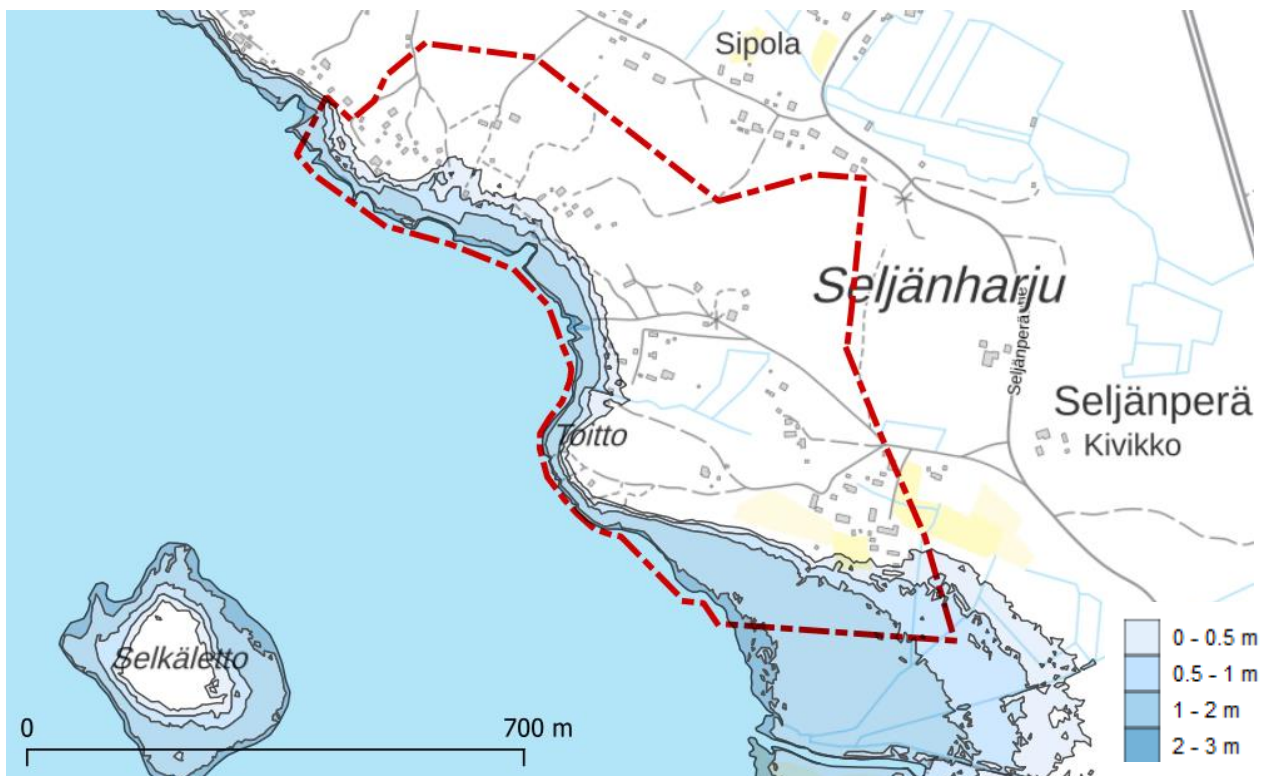 Sipola
Seljänharju
Seljänperäntie
Seljänperä
Kivikko
Toitto
Selkäletto
0
700 m
0 - 0.5 m
0.5 - 1 m
1 - 2 m
2 - 3 m